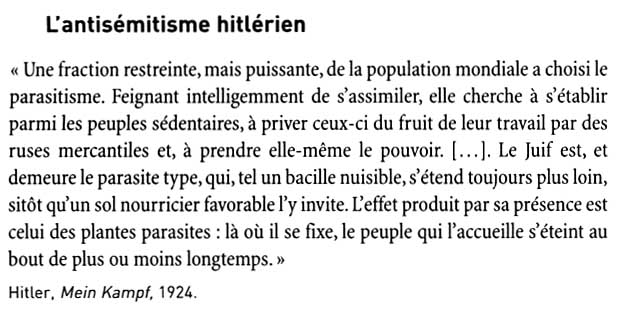 L'antisémitisme hitlérien
« Une fraction restreinte, mais puissante, de la population mondiale a choisi le
parasitisme. Feignant intelligemment de s'assimiler, elle cherche à s'établir
parmi les peuples sédentaires, à priver ceux-ci du fruit de leur travail par des
ruses mercantiles et, à prendre elle-même le pouvoir. […]. Le Juif est, et
demeure le parasite type, qui, tel un bacille nuisible, s'étend toujours plus loin,
sitôt qu'un sol nourricier favorable l'y invite. L'effet produit par sa présence est
celui des plantes parasites : là où il se fixe, le peuple qui l'accueille s'éteint au
bout de plus ou moins longtemps. »
Hitler, Mein Kampf, 1924.